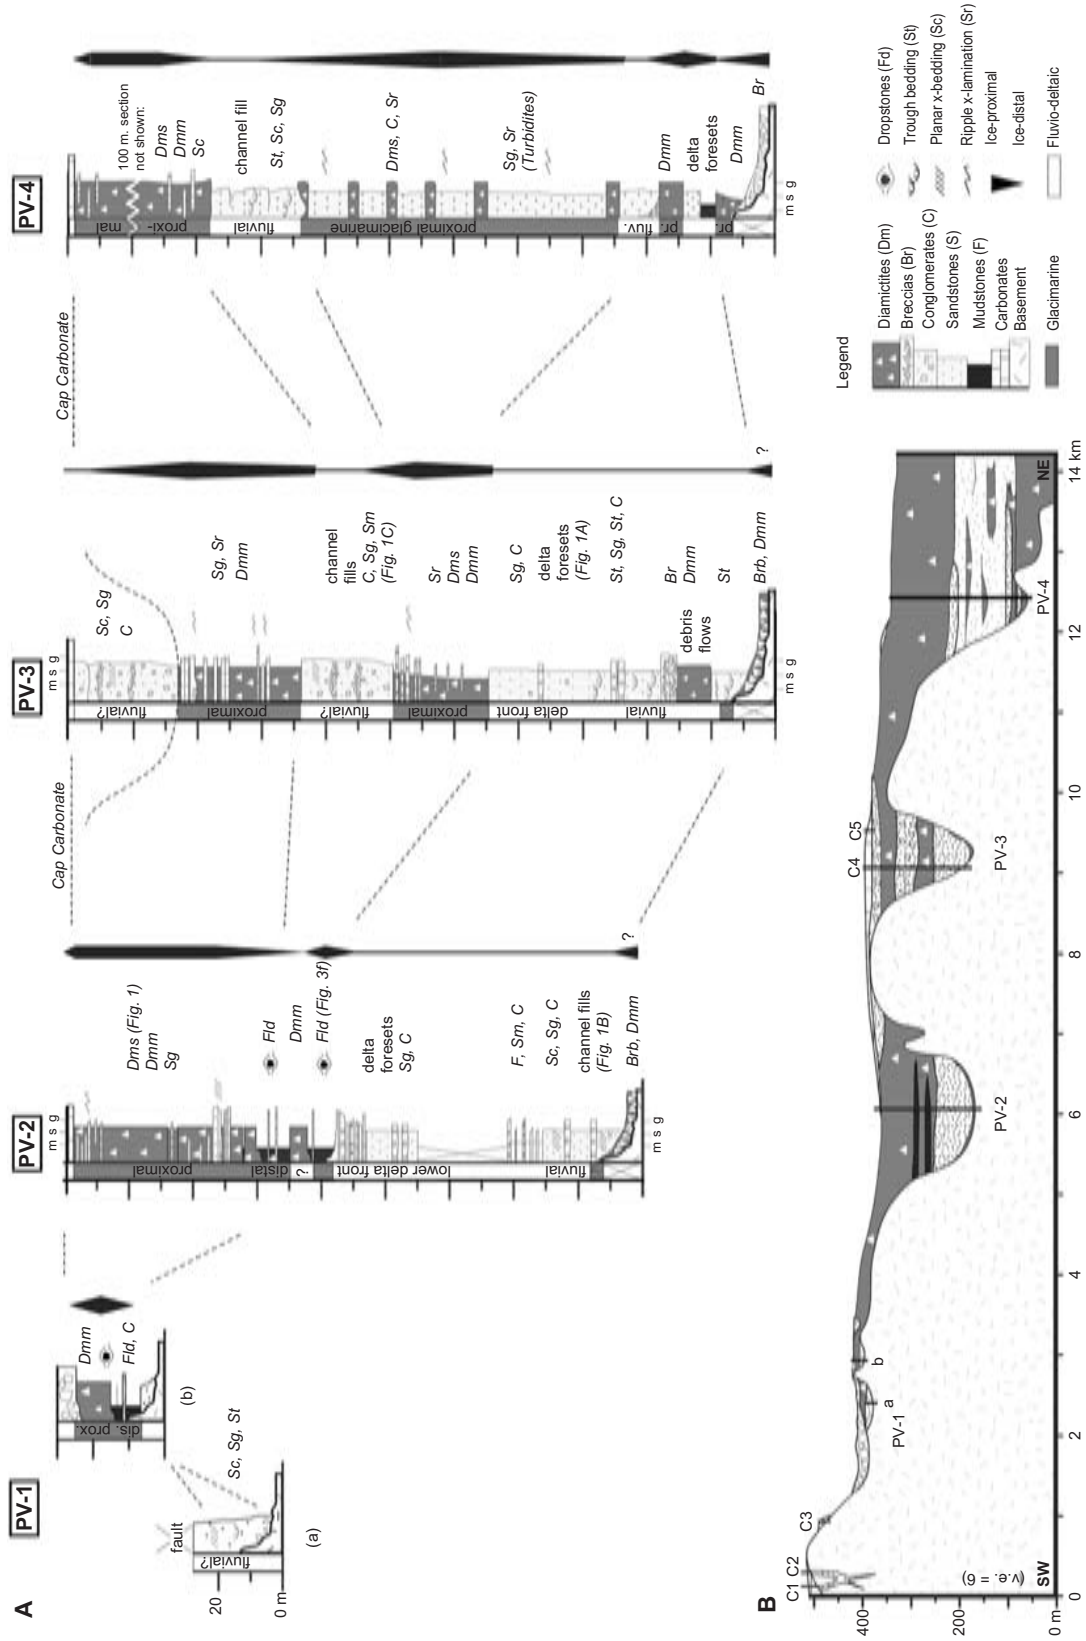 A
PV-1
20
0 m
fluvial?
fault
Sc, Sg, St
(a)
dis. prox.
Dmm
Fld, C
(b)
PV-2
Cap Carbonate
proximal
distal
?
lower delta front
fluvial
m s g
m s g
Dms (Fig. 1)
Dmm
Sg
Fld
Dmm
Fld (Fig. 3f)
delta
foresets
Sg, C
F, Sm, C
Sc, Sg, C
channel fills
(Fig. 1B)
Brb, Dmm
?
PV-3
Cap Carbonate
fluvial?
proximal
fluvial?
proximal
delta front
fluvial
m s g
m s g
Sc, Sg
C
Sg, Sr
Dmm
channel
fills
C, Sg, Sm
(Fig. 1C)
Sr
Dms
Dmm
Sg, C
delta
foresets
(Fig. 1A)
St, Sg, St, C
Br
Dmm
debris
flows
St
Brb, Dmm
?
PV-4
proxi-
mal
fluvial
proximal glacimarine
fluv.
pr.
pr.
m s g
m s g
100 m. section
not shown:
Dms
Dmm
Sc
channel fill
St, Sc, Sg
Dms, C, Sr
Sg, Sr
(Turbidites)
Dmm
delta
foresets
Dmm
Br
B
400
200
0 m
0
2
4
6
8
10
12
14 km
SW
NE
(v.e. = 6)
C1 C2
C3
PV-1
a
b
PV-2
C4
C5
PV-3
PV-4
Legend
Diamictites (Dm)
Breccias (Br)
Conglomerates (C)
Sandstones (S)
Mudstones (F)
Carbonates
Basement
Glacimarine
Dropstones (Fd)
Trough bedding (St)
Planar x-bedding (Sc)
Ripple x-lamination (Sr)
Ice-proximal
Ice-distal
Fluvio-deltaic